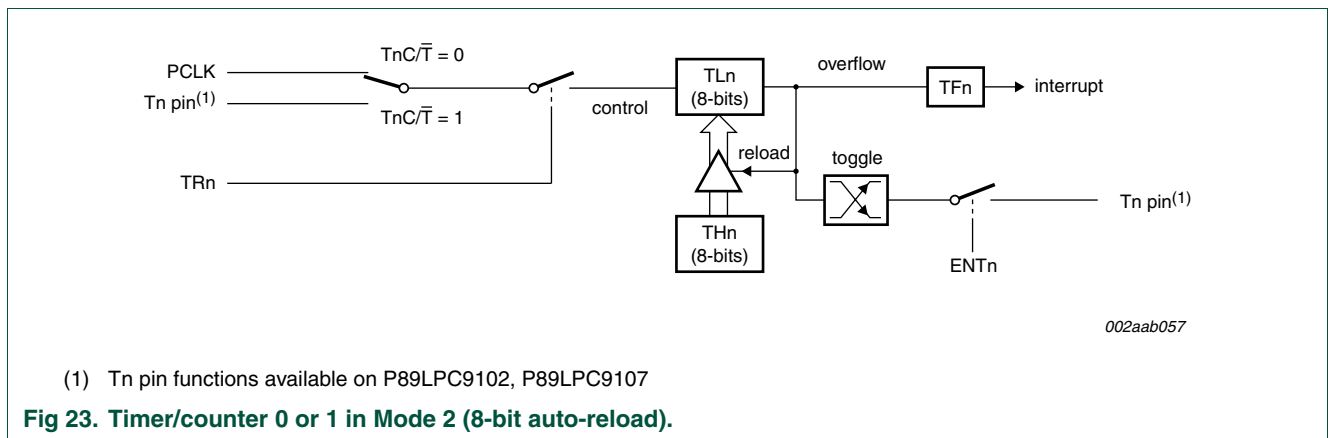 TnC/T̅ = 0
PCLK
Tn pin(1)
TnC/T̅ = 1
TRn
control
TLn
(8-bits)
overflow
TFn
interrupt
reload
toggle
THn
(8-bits)
Tn pin(1)
ENTn
002aab057
(1) Tn pin functions available on P89LPC9102, P89LPC9107
Fig 23. Timer/counter 0 or 1 in Mode 2 (8-bit auto-reload).